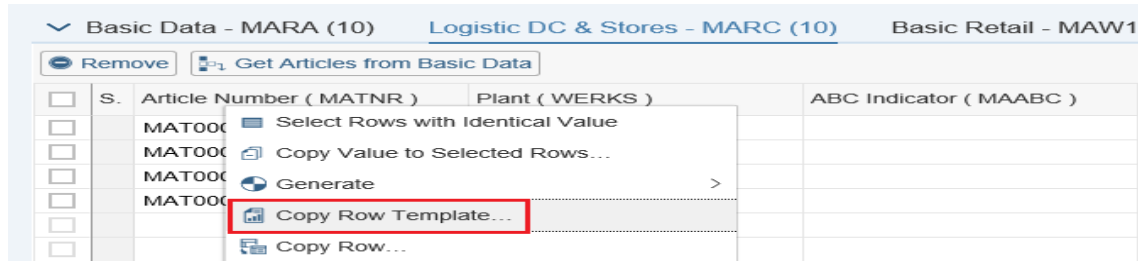 Basic Data - MARA (10) Logistic DC & Stores - MARC (10) Basic Retail - MAW1
Remove Get Articles from Basic Data
S. Article Number ( MATNR ) Plant ( WERKS ) ABC Indicator ( MAABC )
MAT000 Select Rows with Identical Value
MAT000 Copy Value to Selected Rows...
MAT000 Generate >
MAT000 Copy Row Template...
Copy Row...